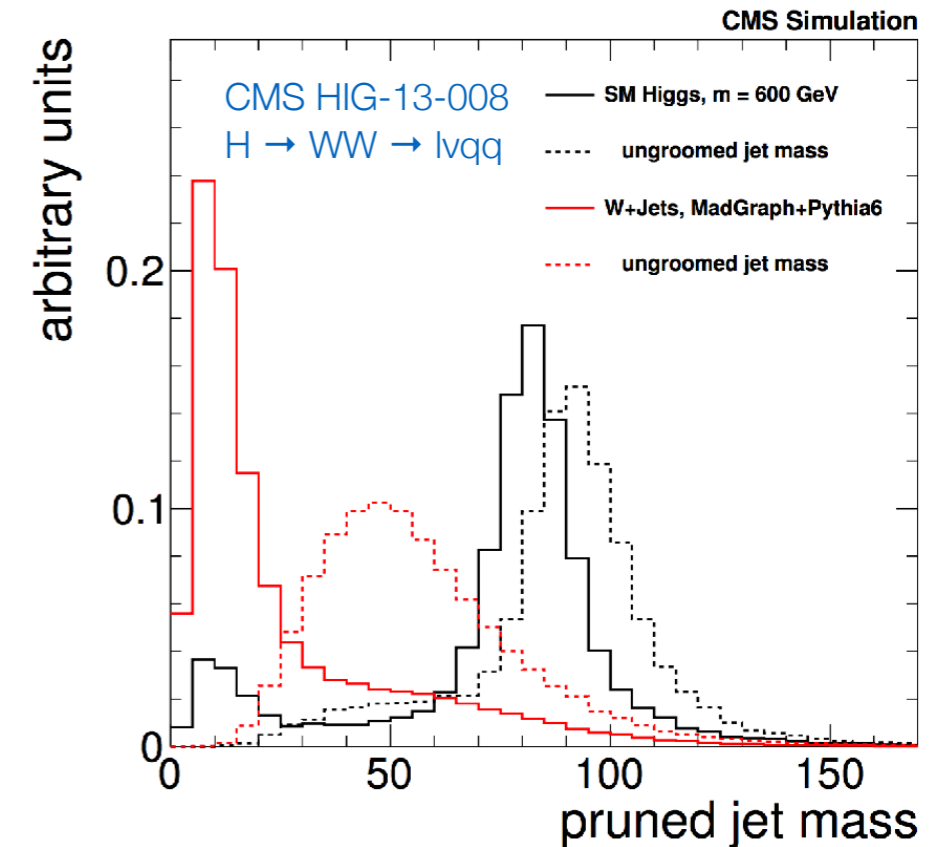 CMS Simulation
arbitrary units
CMS HIG-13-008
H → WW → lνqq
SM Higgs, m = 600 GeV
ungroomed jet mass
W+Jets, MadGraph+Pythia6
ungroomed jet mass
0.2
0.1
0
0 50 100 150
pruned jet mass